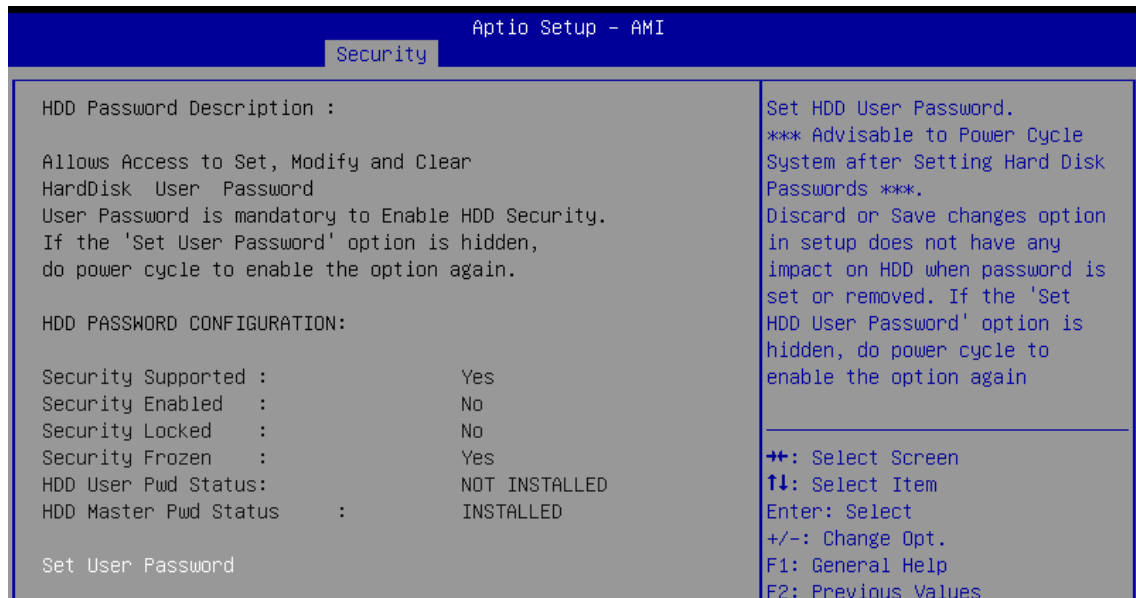 Aptio Setup – AMI
Security
HDD Password Description :
Allows Access to Set, Modify and Clear
HardDisk User Password
User Password is mandatory to Enable HDD Security.
If the 'Set User Password' option is hidden,
do power cycle to enable the option again.
HDD PASSWORD CONFIGURATION:
Security Supported : Yes
Security Enabled : No
Security Locked : No
Security Frozen : Yes
HDD User Pwd Status: NOT INSTALLED
HDD Master Pwd Status : INSTALLED
Set User Password
Set HDD User Password.
*** Advisable to Power Cycle
System after Setting Hard Disk
Passwords ***.
Discard or Save changes option
in setup does not have any
impact on HDD when password is
set or removed. If the 'Set
HDD User Password' option is
hidden, do power cycle to
enable the option again
→←: Select Screen
↑↓: Select Item
Enter: Select
+/-: Change Opt.
F1: General Help
F2: Previous Values